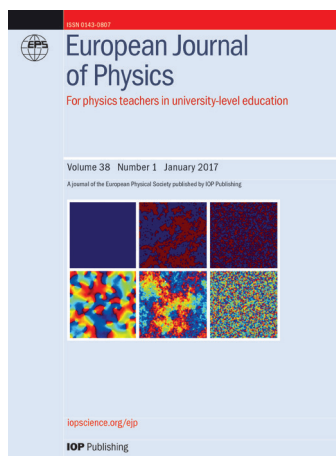 ISSN 0143-0807
EPS
European Journal
of Physics
For physics teachers in university-level education
Volume 38 Number 1 January 2017
A journal of the European Physical Society published by IOP Publishing
iopscience.org/ejp
IOP Publishing